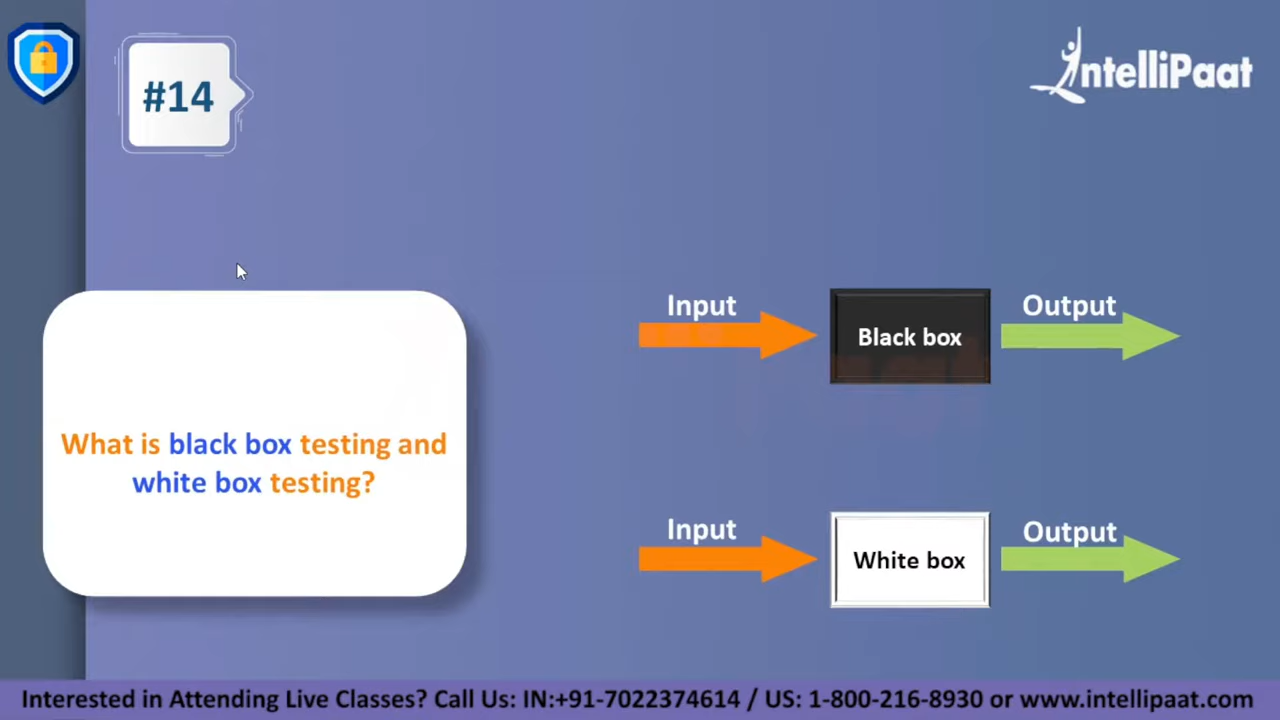 #14
IntelliPaat
What is black box testing and
white box testing?
Input
Black box
Output
Input
White box
Output
Interested in Attending Live Classes? Call Us: IN:+91-7022374614 / US: 1-800-216-8930 or www.intellipaat.com